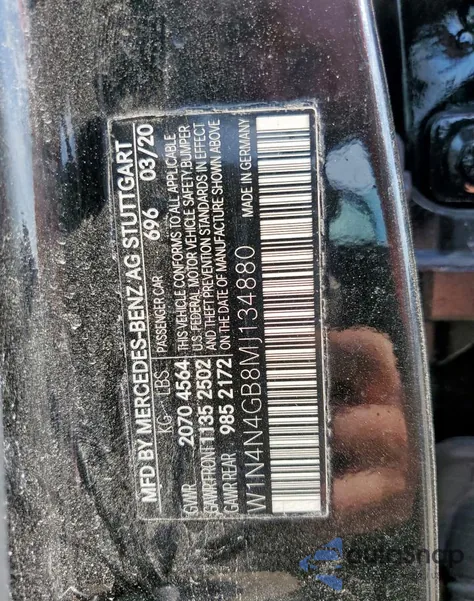 MFD BY MERCEDES-BENZ AG STUTTGART
696 03/20
KG LBS PASSENGER CAR
GVWR 2070 4564 THIS VEHICLE CONFORMS TO ALL APPLICABLE
GAWR-FRONT 1135 2502 U.S. FEDERAL MOTOR VEHICLE SAFETY, BUMPER
GAWR-REAR 985 2172 AND THEFT PREVENTION STANDARDS IN EFFECT
ON THE DATE OF MANUFACTURE SHOWN ABOVE
W1N4N4GB8MJ134880 MADE IN GERMANY
AutoSnap